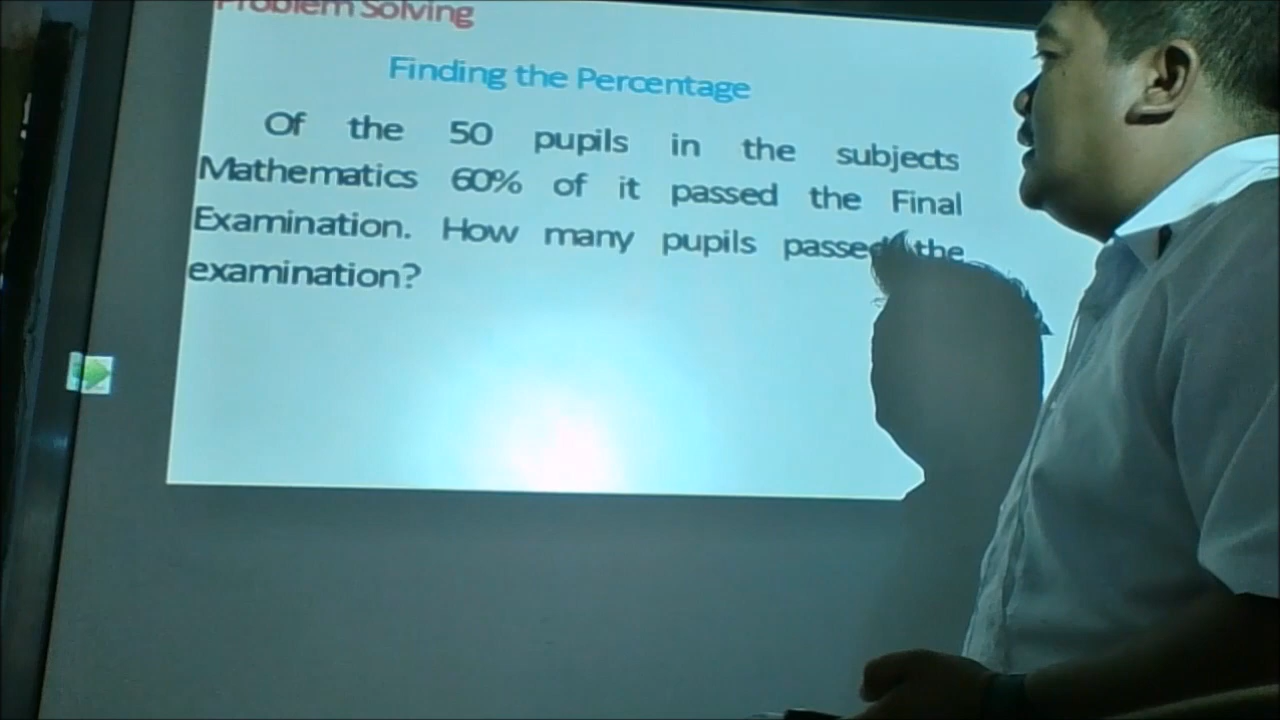 Problem Solving
Finding the Percentage
Of the 50 pupils in the subjects
Mathematics 60% of it passed the Final
Examination. How many pupils passed the
examination?